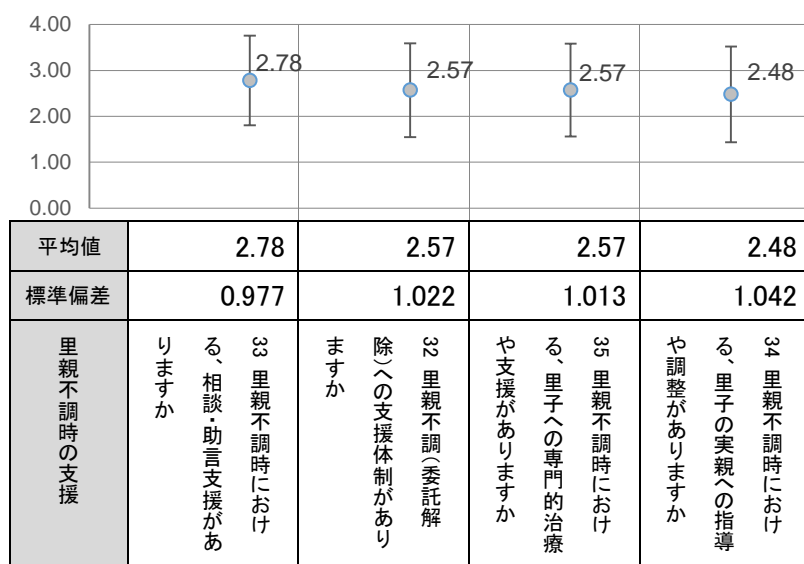 4.00
3.00
2.00
1.00
0.00
2.78
2.57
2.57
2.48
平均値 2.78 2.57 2.57 2.48
標準偏差 0.977 1.022 1.013 1.042
里親不調時の支援
33 里親不調時におけ
る、相談・助言支援があ
りますか
32 里親不調（委託解
除）への支援体制があり
ますか
35 里親不調時におけ
る、里子への専門的治療
や支援がありますか
34 里親不調時におけ
る、里子の実親への指導
や調整がありますか